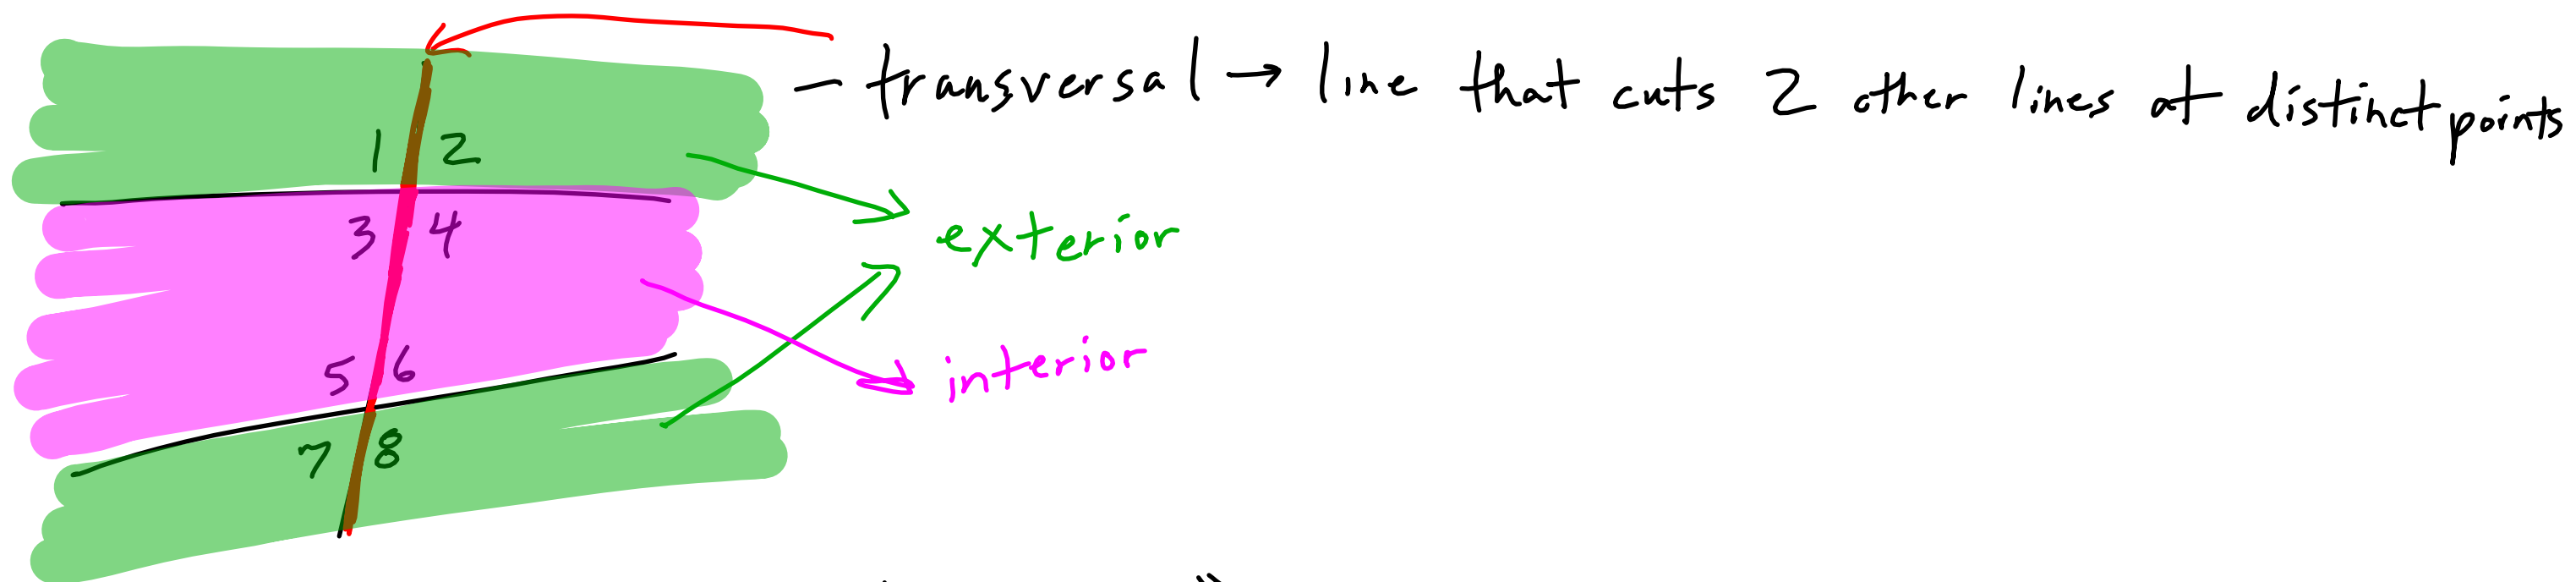 - transversal → line that cuts 2 other lines at distinct points
1 2
exterior
3 4
interior
5 6
7 8